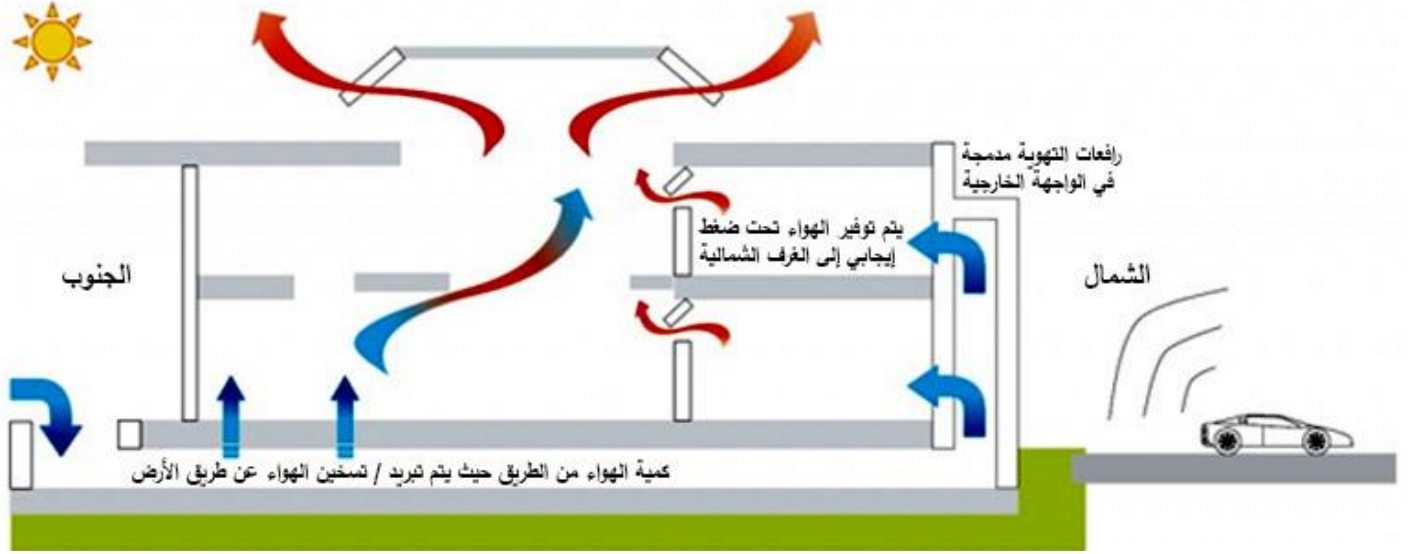 رافعات التهوية مدمجة
في الواجهة الخارجية
يتم توفير الهواء تحت ضغط
إيجابي إلى الغرف الشمالية
الشمال
الجنوب
كمية الهواء من الطريق حيث يتم تبريد / تسخين الهواء عن طريق الأرض